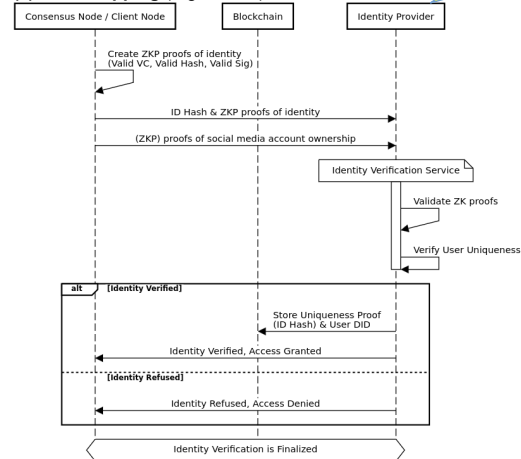 Consensus Node / Client Node
Blockchain
Identity Provider
Create ZKP proofs of identity
(Valid VC, Valid Hash, Valid Sig)
ID Hash & ZKP proofs of identity
(ZKP) proofs of social media account ownership
Identity Verification Service
Validate ZK proofs
Verify User Uniqueness
alt
[Identity Verified]
Store Uniqueness Proof
(ID Hash) & User DID
Identity Verified, Access Granted
[Identity Refused]
Identity Refused, Access Denied
Identity Verification is Finalized